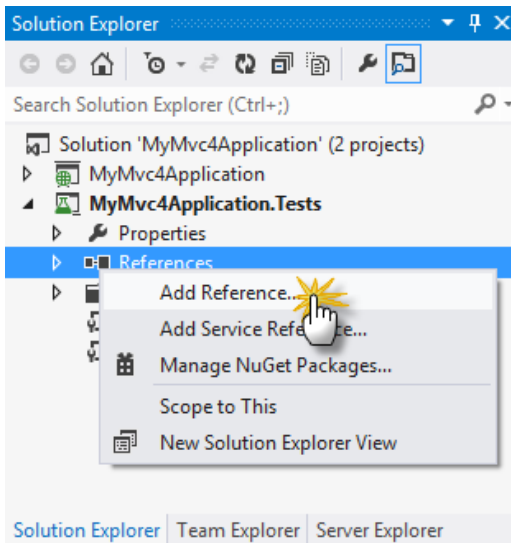 Solution Explorer
Search Solution Explorer (Ctrl+;)
Solution 'MyMvc4Application' (2 projects)
MyMvc4Application
MyMvc4Application.Tests
Properties
References
Add Reference...
Add Service Reference...
Manage NuGet Packages...
Scope to This
New Solution Explorer View
Solution Explorer Team Explorer Server Explorer